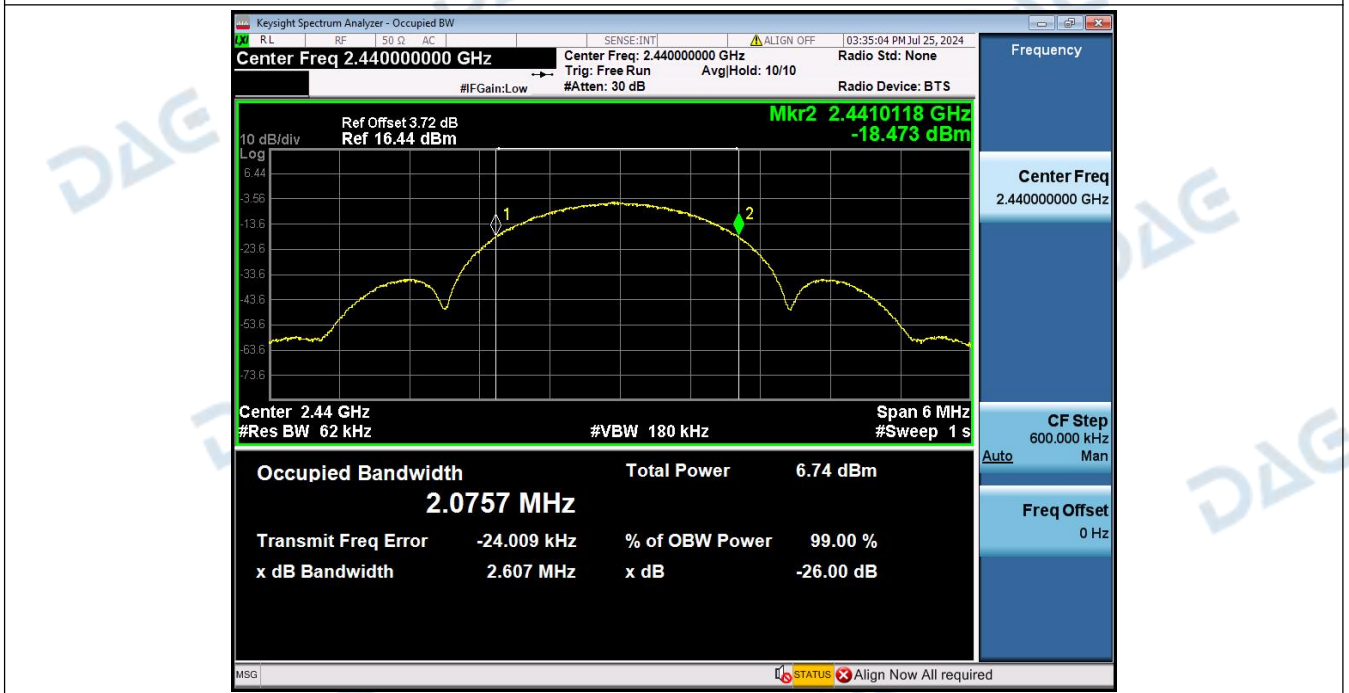 Keysight Spectrum Analyzer - Occupied BW
LXI RL RF 50 Ω AC SENSE:INT ALIGN OFF 03:35:04 PM Jul 25, 2024
Center Freq 2.440000000 GHz
Center Freq: 2.440000000 GHz
Radio Std: None
Trig: Free Run Avg|Hold: 10/10
#IFGain:Low #Atten: 30 dB Radio Device: BTS
Mkr2 2.4410118 GHz
-18.473 dBm
Ref Offset 3.72 dB
10 dB/div Ref 16.44 dBm
Log
6.44
-3.56
-13.6
-23.6
-33.6
-43.6
-53.6
-63.6
-73.6
1
2
Center 2.44 GHz Span 6 MHz
#Res BW 62 kHz #VBW 180 kHz #Sweep 1 s
Occupied Bandwidth Total Power 6.74 dBm
2.0757 MHz
Transmit Freq Error -24.009 kHz % of OBW Power 99.00 %
x dB Bandwidth 2.607 MHz x dB -26.00 dB
Frequency
Center Freq
2.440000000 GHz
CF Step
600.000 kHz
Auto Man
Freq Offset
0 Hz
MSG STATUS Align Now All required
DAG
DAG
DAG